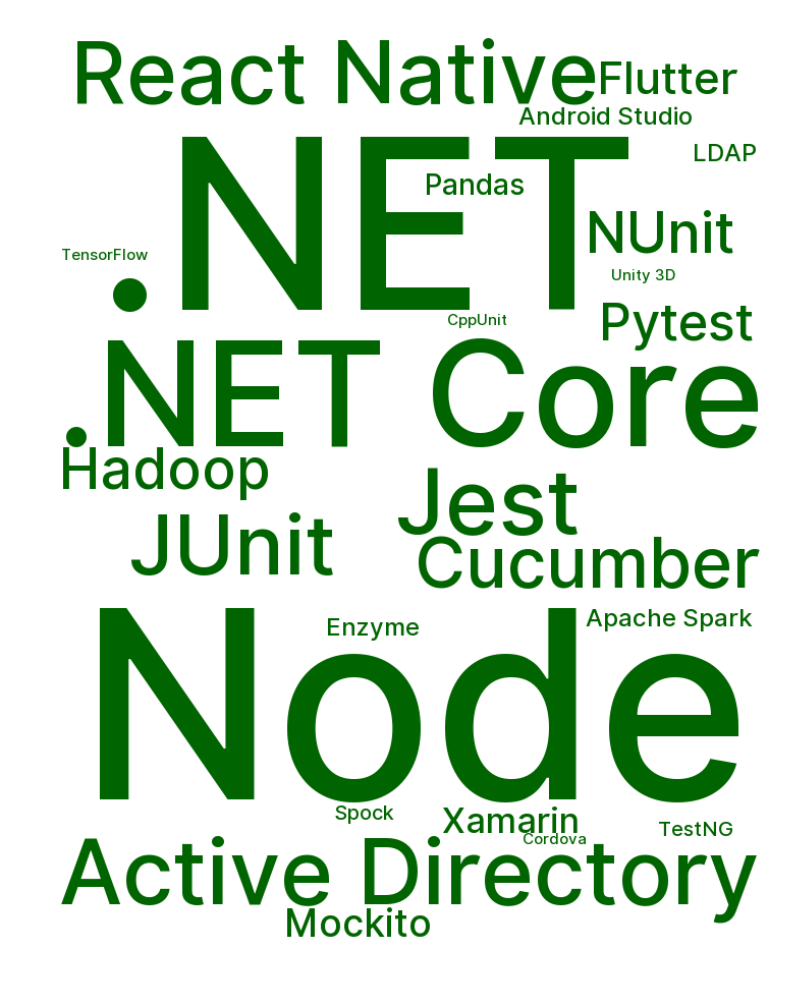 React Native
Flutter
Android Studio
.NET
LDAP
Pandas
NUnit
TensorFlow
Unity 3D
CppUnit
Pytest
.NET Core
Hadoop
Jest
JUnit
Cucumber
Node
Enzyme
Apache Spark
Spock
Xamarin
TestNG
Cordova
Active Directory
Mockito